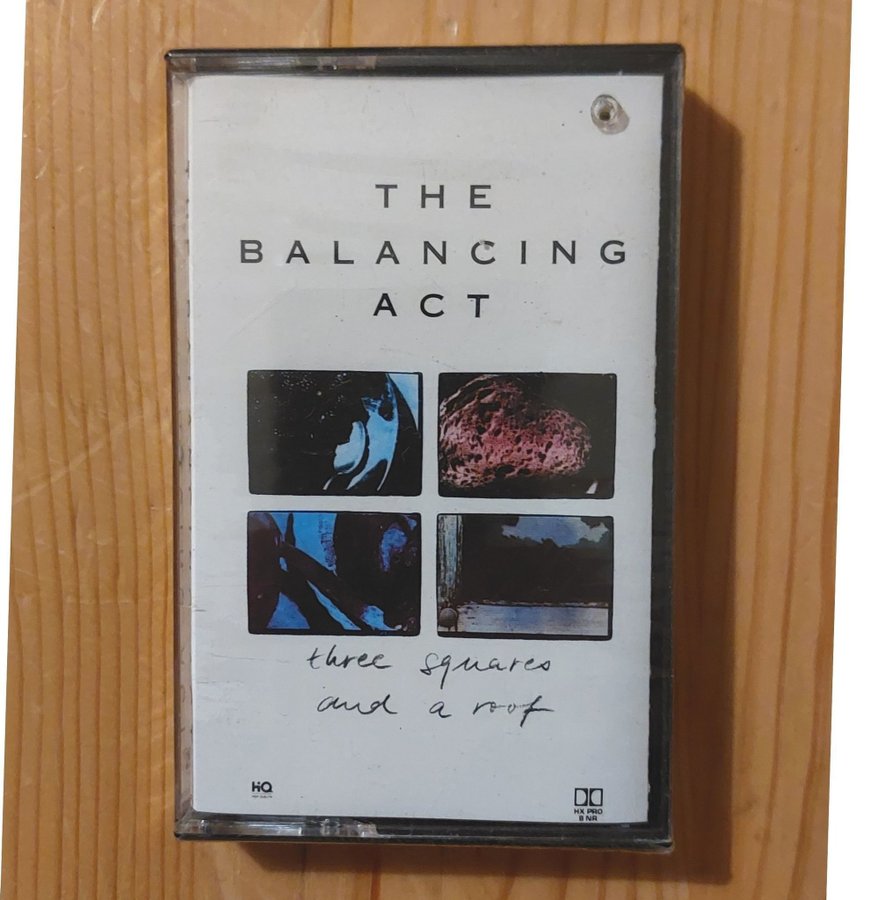 THE
BALANCING
ACT
three squares
and a roof
HQ
HX PRO
B NR